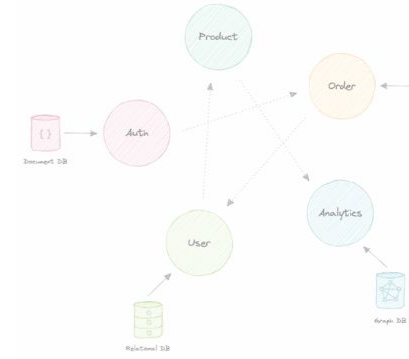 Product
Order
{ }
Auth
Document DB
Analytics
User
Graph DB
Relational DB